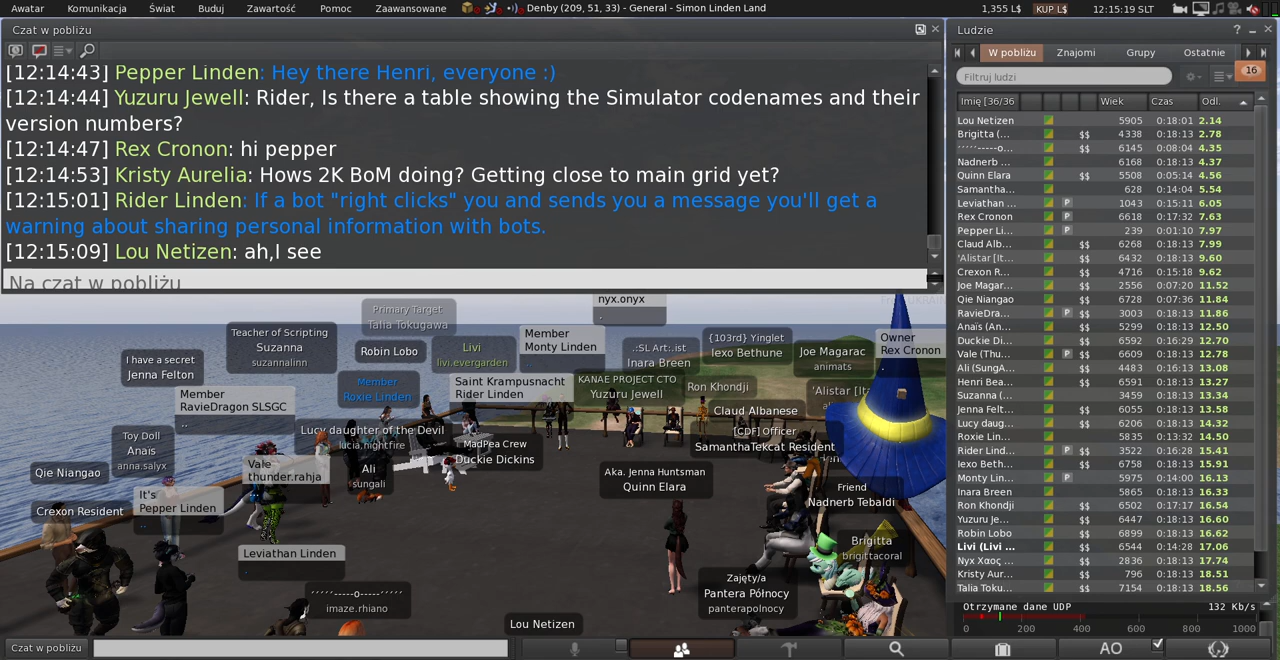 Awatar Komunikacja Świat Buduj Zawartość Pomoc Zaawansowane Denby (209, 51, 33) - General - Simon Linden Land 1,355 L$ KUP L$ 12:15:19 SLT
Czat w pobliżu
[12:14:43] Pepper Linden: Hey there Henri, everyone :)
[12:14:44] Yuzuru Jewell: Rider, Is there a table showing the Simulator codenames and their
version numbers?
[12:14:47] Rex Cronon: hi pepper
[12:14:53] Kristy Aurelia: Hows 2K BoM doing? Getting close to main grid yet?
[12:15:01] Rider Linden: If a bot "right clicks" you and sends you a message you'll get a
warning about sharing personal information with bots.
[12:15:09] Lou Netizen: ah,I see
Na czat w pobliżu
nyx.onyx
Primary Target
Talia Tokugawa
Teacher of Scripting
Suzanna
suzannalinn
Robin Lobo
Livi
livi.evergarden
Member
Monty Linden
.:SL Art:.ist
Inara Breen
{103rd} Yinglet
Iexo Bethune
Joe Magarac
animats
Owner
Rex Cronon
I have a secret
Jenna Felton
Member
RavieDragon SLSGC
Member
Roxie Linden
Saint Krampusnacht
Rider Linden
KANAE PROJECT CTO
Yuzuru Jewell
Ron Khondji
'Alistar [It
Claud Albanese
Lucy daughter of the Devil
lucia.nightfire
MadPea Crew
Duckie Dickins
[CDF] Officer
SamanthaTekcat Resident
Toy Doll
Anais
anna.salyx
Qie Niangao
Vale
thunder.rahja
Ali
sungali
Aka. Jenna Huntsman
Quinn Elara
Friend
Nadnerb Tebaldi
It's
Pepper Linden
Crexon Resident
Leviathan Linden
Brigitta
brigittacoral
´´´´´-----o-----´´´´´
imaze.rhiano
Zajęty/a
Pantera Północy
panterapolnocy
Lou Netizen
Czat w pobliżu
Ludzie
W pobliżu Znajomi Grupy Ostatnie
Filtruj ludzi
16
Imię [36/36 Wiek Czas Odl.
Lou Netizen 5905 0:18:01 2.14
Brigitta (... $$ 4338 0:18:13 2.78
´´´´´-----o... $$ 6145 0:08:04 4.35
Nadnerb ... 6168 0:18:13 4.37
Quinn Elara $$ 5508 0:05:14 4.56
Samantha... 628 0:14:04 5.54
Leviathan ... P 1043 0:15:11 6.05
Rex Cronon P 6618 0:17:32 7.63
Pepper Li... P 239 0:01:10 7.97
Claud Alb... $$ 6268 0:18:13 7.99
'Alistar [It... $$ 6432 0:18:13 9.60
Crexon R... $$ 4716 0:15:18 9.62
Joe Magar... $$ 2556 0:07:20 11.52
Qie Niangao $$ 6728 0:07:36 11.84
RavieDra... P $$ 3003 0:18:13 11.86
Anaïs (An... $$ 5299 0:18:13 12.50
Duckie Di... $$ 6592 0:16:29 12.70
Vale (Thu... P $$ 6609 0:18:13 12.78
Ali (SungA... $$ 4483 0:16:13 13.08
Henri Bea... $$ 6591 0:18:13 13.27
Suzanna (... $$ 3459 0:18:13 13.34
Jenna Felt... $$ 6055 0:18:13 13.58
Lucy daug... $$ 6206 0:18:13 14.32
Roxie Lin... 5835 0:13:32 14.50
Rider Lind... P $$ 3522 0:16:28 15.41
Iexo Beth... $$ 6758 0:18:13 15.91
Monty Lin... P 5975 0:14:00 16.13
Inara Breen 5865 0:18:13 16.33
Ron Khondji $$ 6502 0:17:17 16.54
Yuzuru Je... $$ 6447 0:18:13 16.60
Robin Lobo $$ 6899 0:18:13 16.62
Livi (Livi ... $$ 6544 0:14:28 17.06
Nyx Χαος ... $$ 2836 0:18:13 17.74
Kristy Aur... $$ 796 0:18:13 18.51
Talia Toku... $$ 7154 0:18:13 18.56
Otrzymane dane UDP 132 Kb/s
0 200 400 600 800 1000
AO